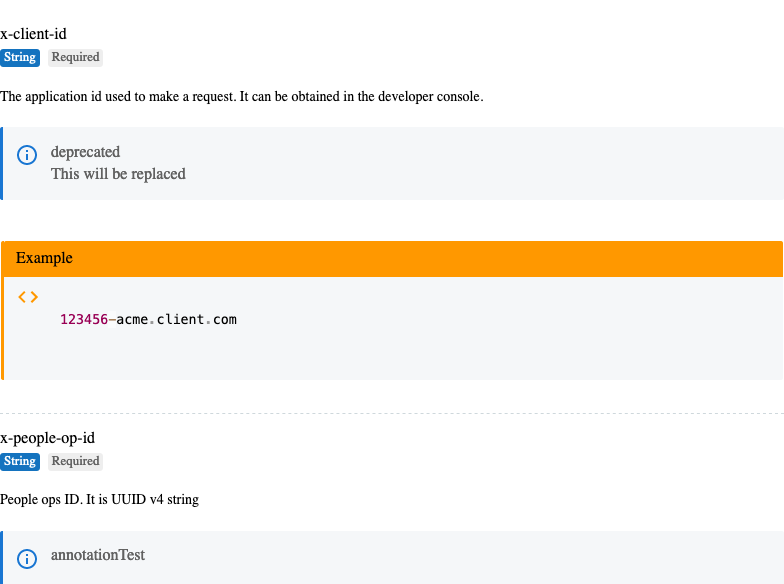 x-client-id
String Required
The application id used to make a request. It can be obtained in the developer console.
deprecated
This will be replaced
Example
123456-acme.client.com
x-people-op-id
String Required
People ops ID. It is UUID v4 string
annotationTest